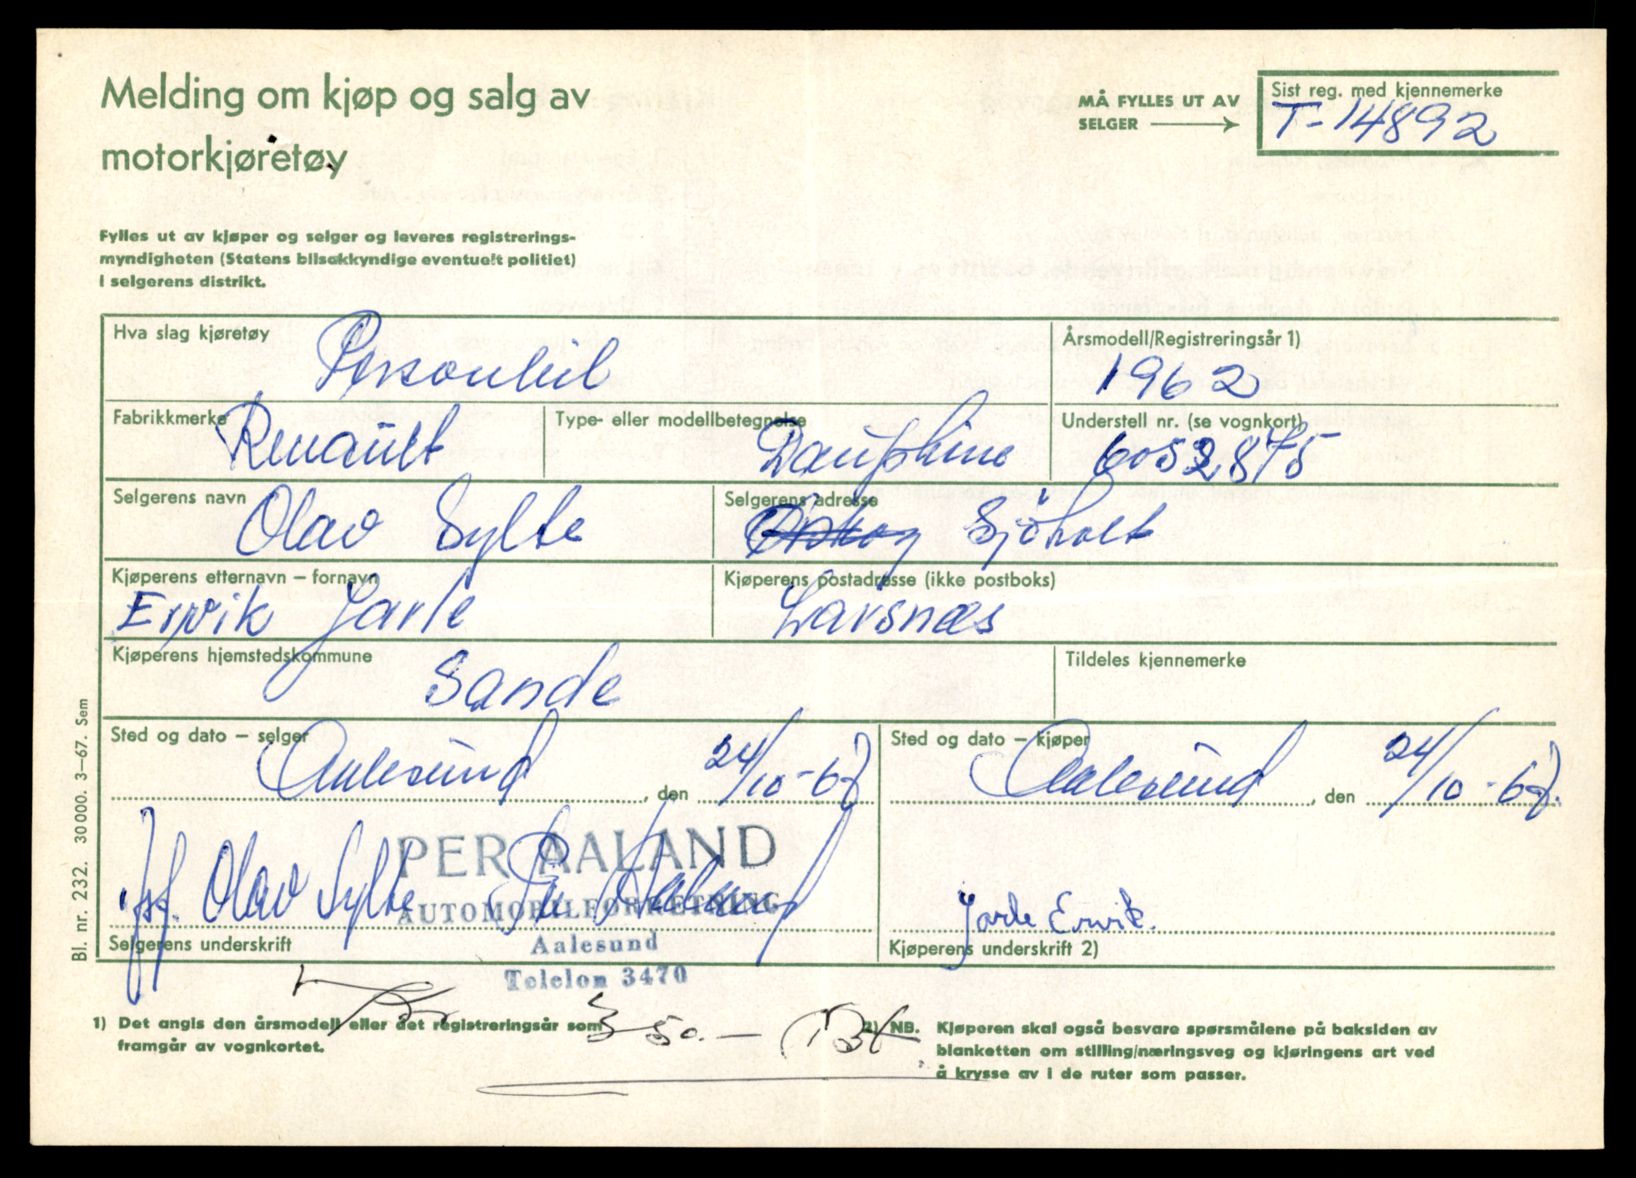 Melding om kjøp og salg av
motorkjøretøy
MÅ FYLLES UT AV
SELGER
Sist reg. med kjennemerke
T-14892
Fylles ut av kjøper og selger og leveres registrerings-
myndigheten (Statens bilsakkyndige eventuelt politiet)
i selgerens distrikt.
Hva slag kjøretøy
Personbil
Årsmodell/Registreringsår 1)
1962
Fabrikkmerke
Renault
Type- eller modellbetegnelse
Dauphine
Understell nr. (se vognkort)
6052875
Selgerens navn
Olav Sylte
Selgerens adresse
Ørskog Sjöholt
Kjøperens etternavn – fornavn
Ervik Jarle
Kjøperens postadresse (ikke postboks)
Larsnæs
Kjøperens hjemstedskommune
Sande
Tildeles kjennemerke
Sted og dato – selger
Aalesund, den 24/10-67
Sted og dato – kjøper
Aalesund, den 24/10-67.
PER AALAND
AUTOMOBILFORRETNING
Aalesund
Telefon 3470
Olav Sylte Per Aaland
Selgerens underskrift
Jarle Ervik.
Kjøperens underskrift 2)
Bl. nr. 232. 30 000. 3–67. Sem
1) Det angis den årsmodell eller det registreringsår som
framgår av vognkortet.
Kr 350.-
2) NB. Kjøperen skal også besvare spørsmålene på baksiden av
blanketten om stilling/næringsveg og kjøringens art ved
å krysse av i de ruter som passer.